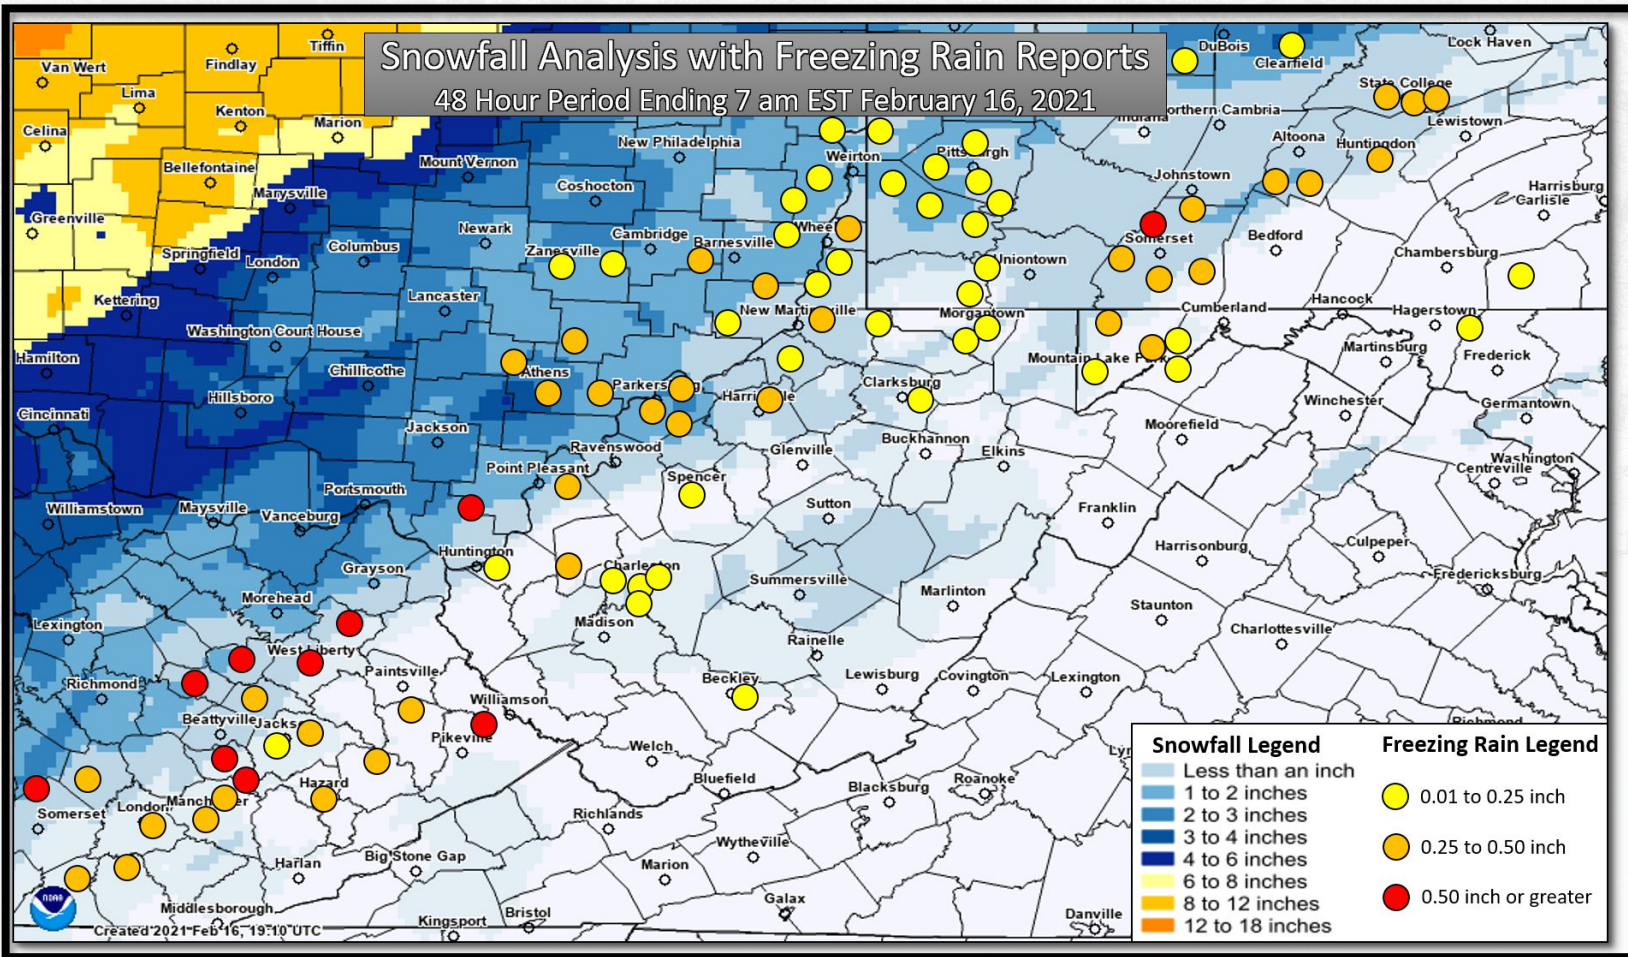 Snowfall Analysis with Freezing Rain Reports
48 Hour Period Ending 7 am EST February 16, 2021
Tiffin
DuBois
Lock Haven
Van Wert
Findlay
Clearfield
State College
Lima
Kenton
Marion
Northern Cambria
Indiana
Lewistown
Celina
New Philadelphia
Altoona
Huntingdon
Mount Vernon
Weirton
Bellefontaine
Johnstown
Marysville
Coshocton
Harrisburg
Carlisle
Greenville
Newark
Cambridge
Barnesville
Somerset
Bedford
Springfield
London
Columbus
Zanesville
Uniontown
Chambersburg
Kettering
Lancaster
New Martinsville
Morgantown
Cumberland
Hancock
Hagerstown
Washington Court House
Martinsburg
Hamilton
Chillicothe
Athens
Mountain Lake Park
Frederick
Hillsboro
Clarksburg
Winchester
Germantown
Cincinnati
Jackson
Moorefield
Ravenswood
Glenville
Buckhannon
Elkins
Point Pleasant
Spencer
Washington
Centreville
Portsmouth
Williamstown
Maysville
Vanceburg
Sutton
Franklin
Huntington
Charleston
Harrisonburg
Culpeper
Grayson
Summersville
Marlinton
Fredericksburg
Morehead
Staunton
Lexington
Madison
Rainelle
Charlottesville
West Liberty
Paintsville
Richmond
Beckley
Lewisburg
Covington
Lexington
Williamson
Beattyville
Jackson
Pikeville
Richmond
Welch
Hazard
Bluefield
Roanoke
Somerset
London
Manchester
Richlands
Blacksburg
Harlan
Big Stone Gap
Marion
Wytheville
Middlesborough
Kingsport
Bristol
Galax
Danville
NOAA
Created 2021 Feb 16, 19:10 UTC
Snowfall Legend
Less than an inch
1 to 2 inches
2 to 3 inches
3 to 4 inches
4 to 6 inches
6 to 8 inches
8 to 12 inches
12 to 18 inches
Freezing Rain Legend
0.01 to 0.25 inch
0.25 to 0.50 inch
0.50 inch or greater